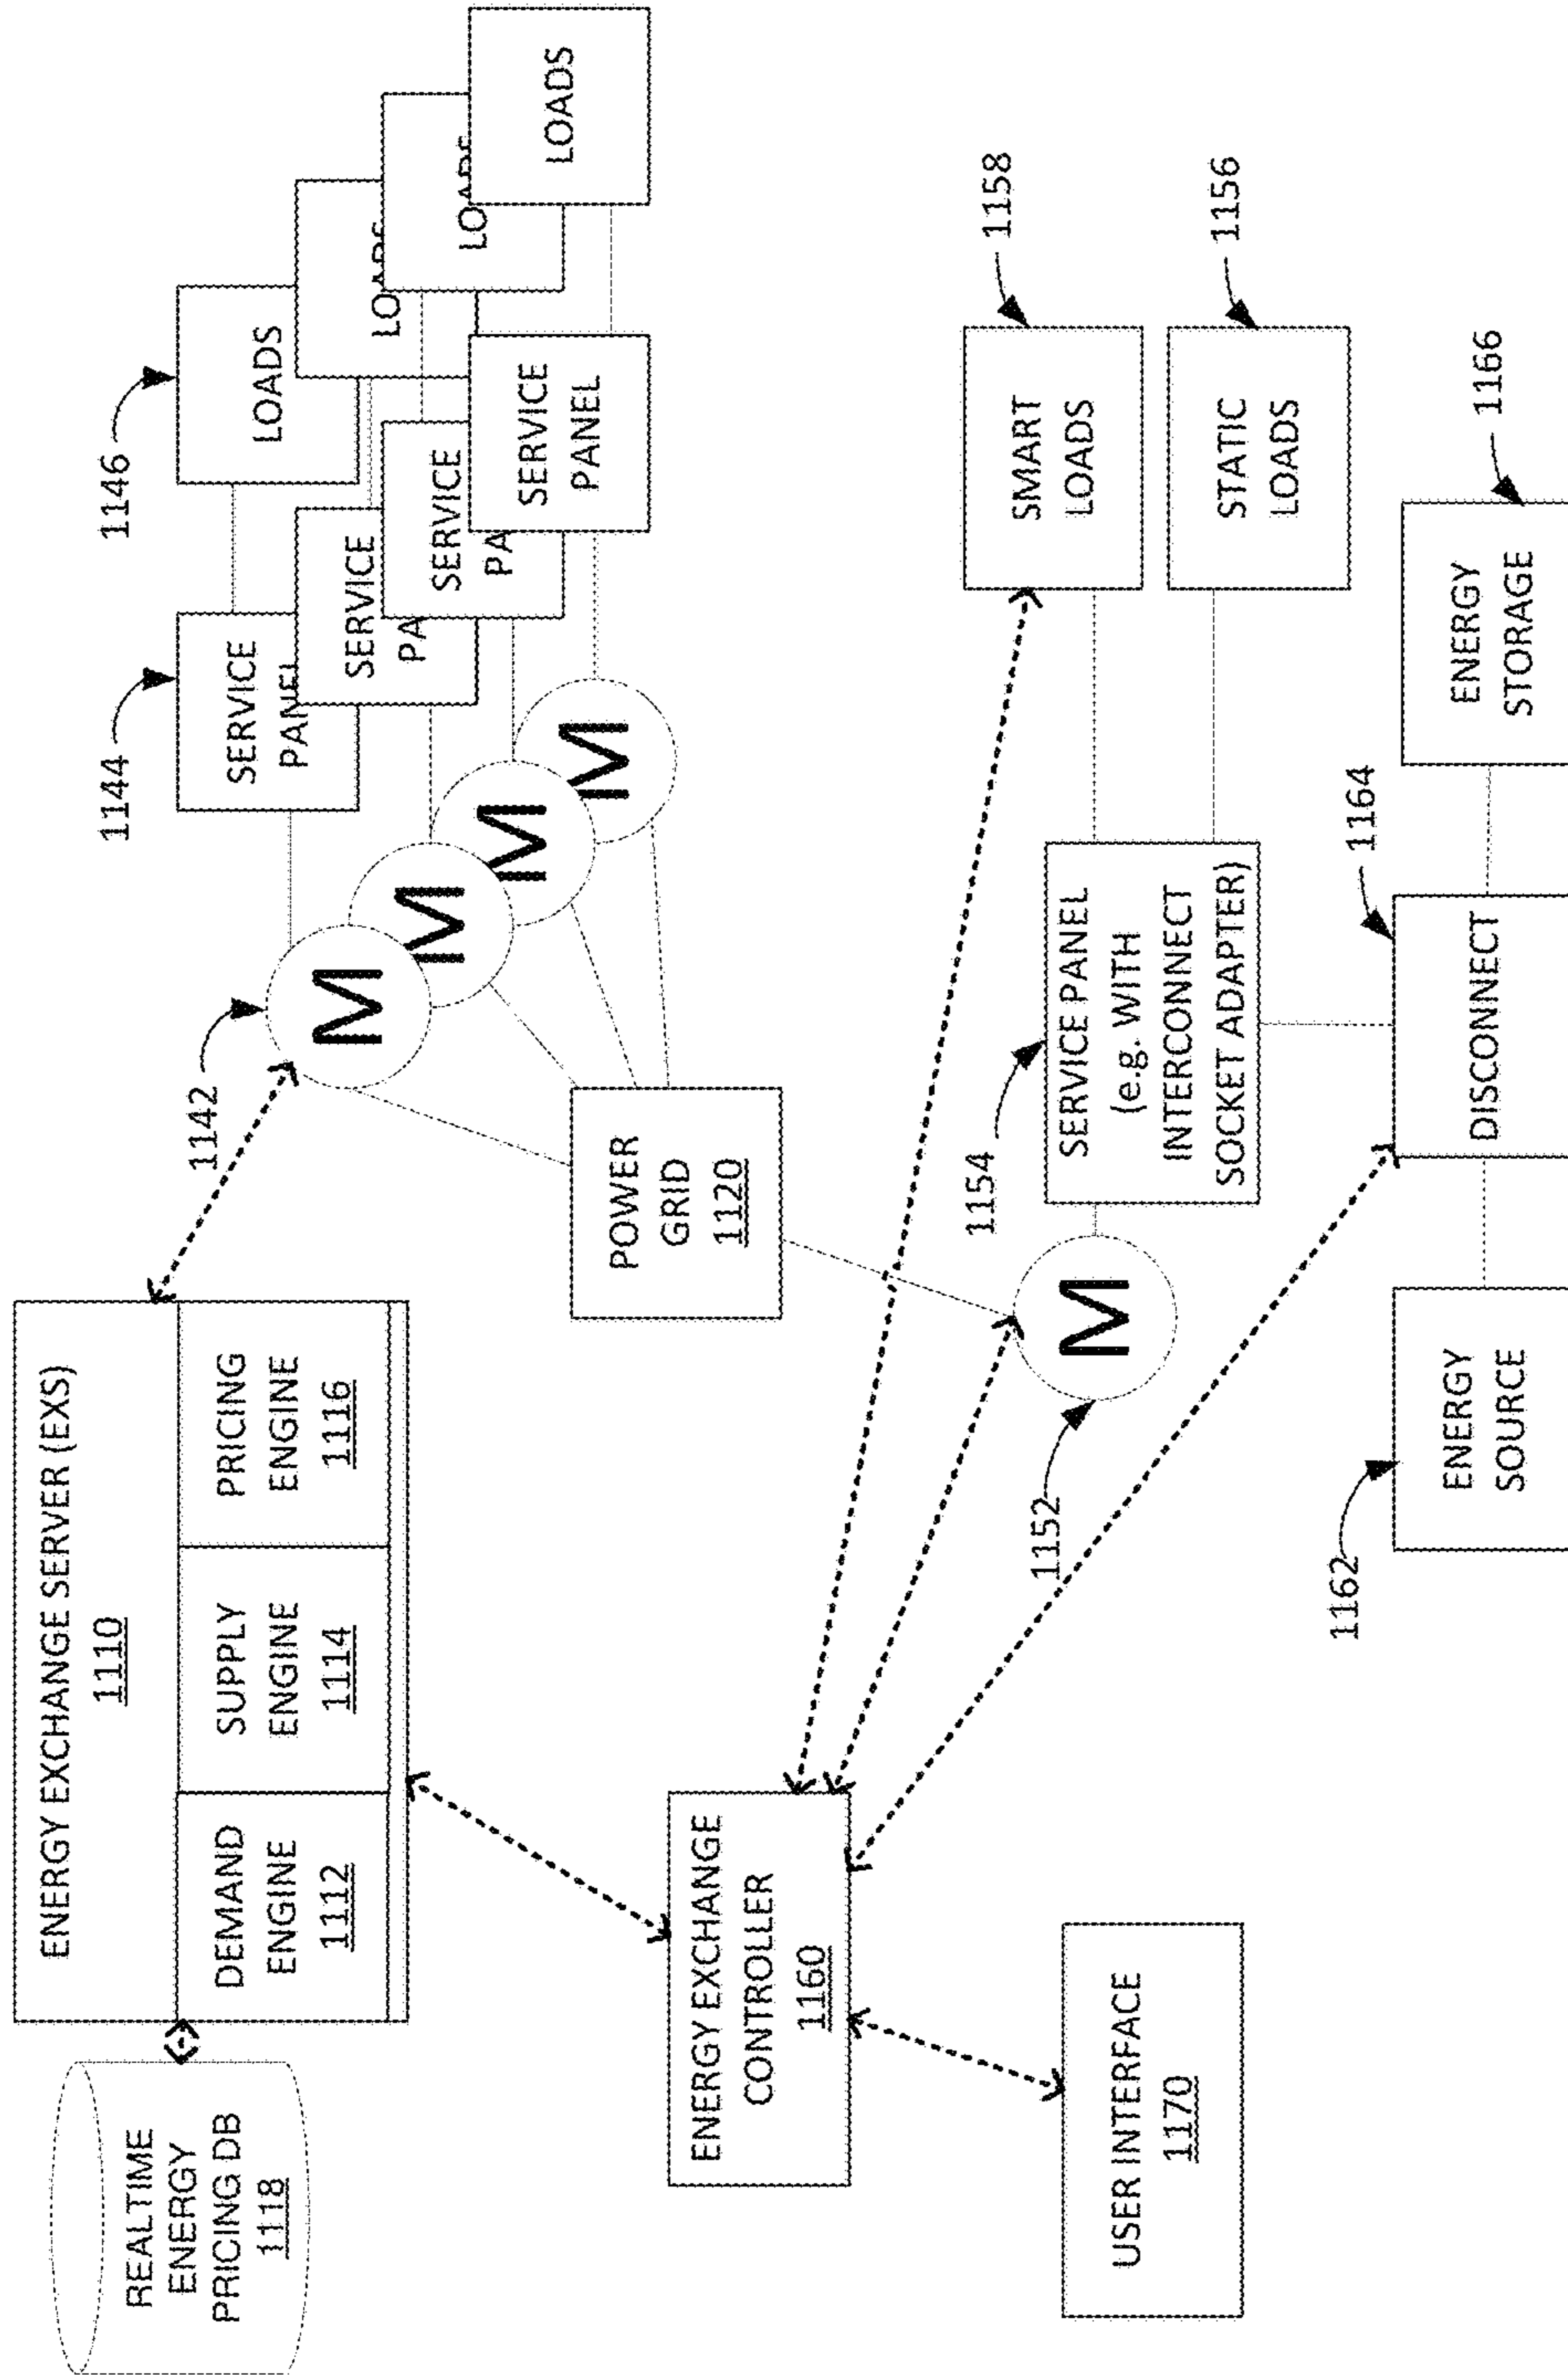 REALTIME
ENERGY
PRICING DB
1118
ENERGY EXCHANGE SERVER (EXS)
1110
DEMAND
ENGINE
1112
SUPPLY
ENGINE
1114
PRICING
ENGINE
1116
1142
M
M
M
M
1144
SERVICE
PANEL
SERVICE
PA
SERVICE
PA
SERVICE
PANEL
1146
LOADS
LOADS
LOADS
LOADS
POWER
GRID
1120
ENERGY EXCHANGE
CONTROLLER
1160
USER INTERFACE
1170
1152
M
1154
SERVICE PANEL
(e.g. WITH
INTERCONNECT
SOCKET ADAPTER)
SMART
LOADS
1158
STATIC
LOADS
1156
1162
ENERGY
SOURCE
DISCONNECT
1164
ENERGY
STORAGE
1166